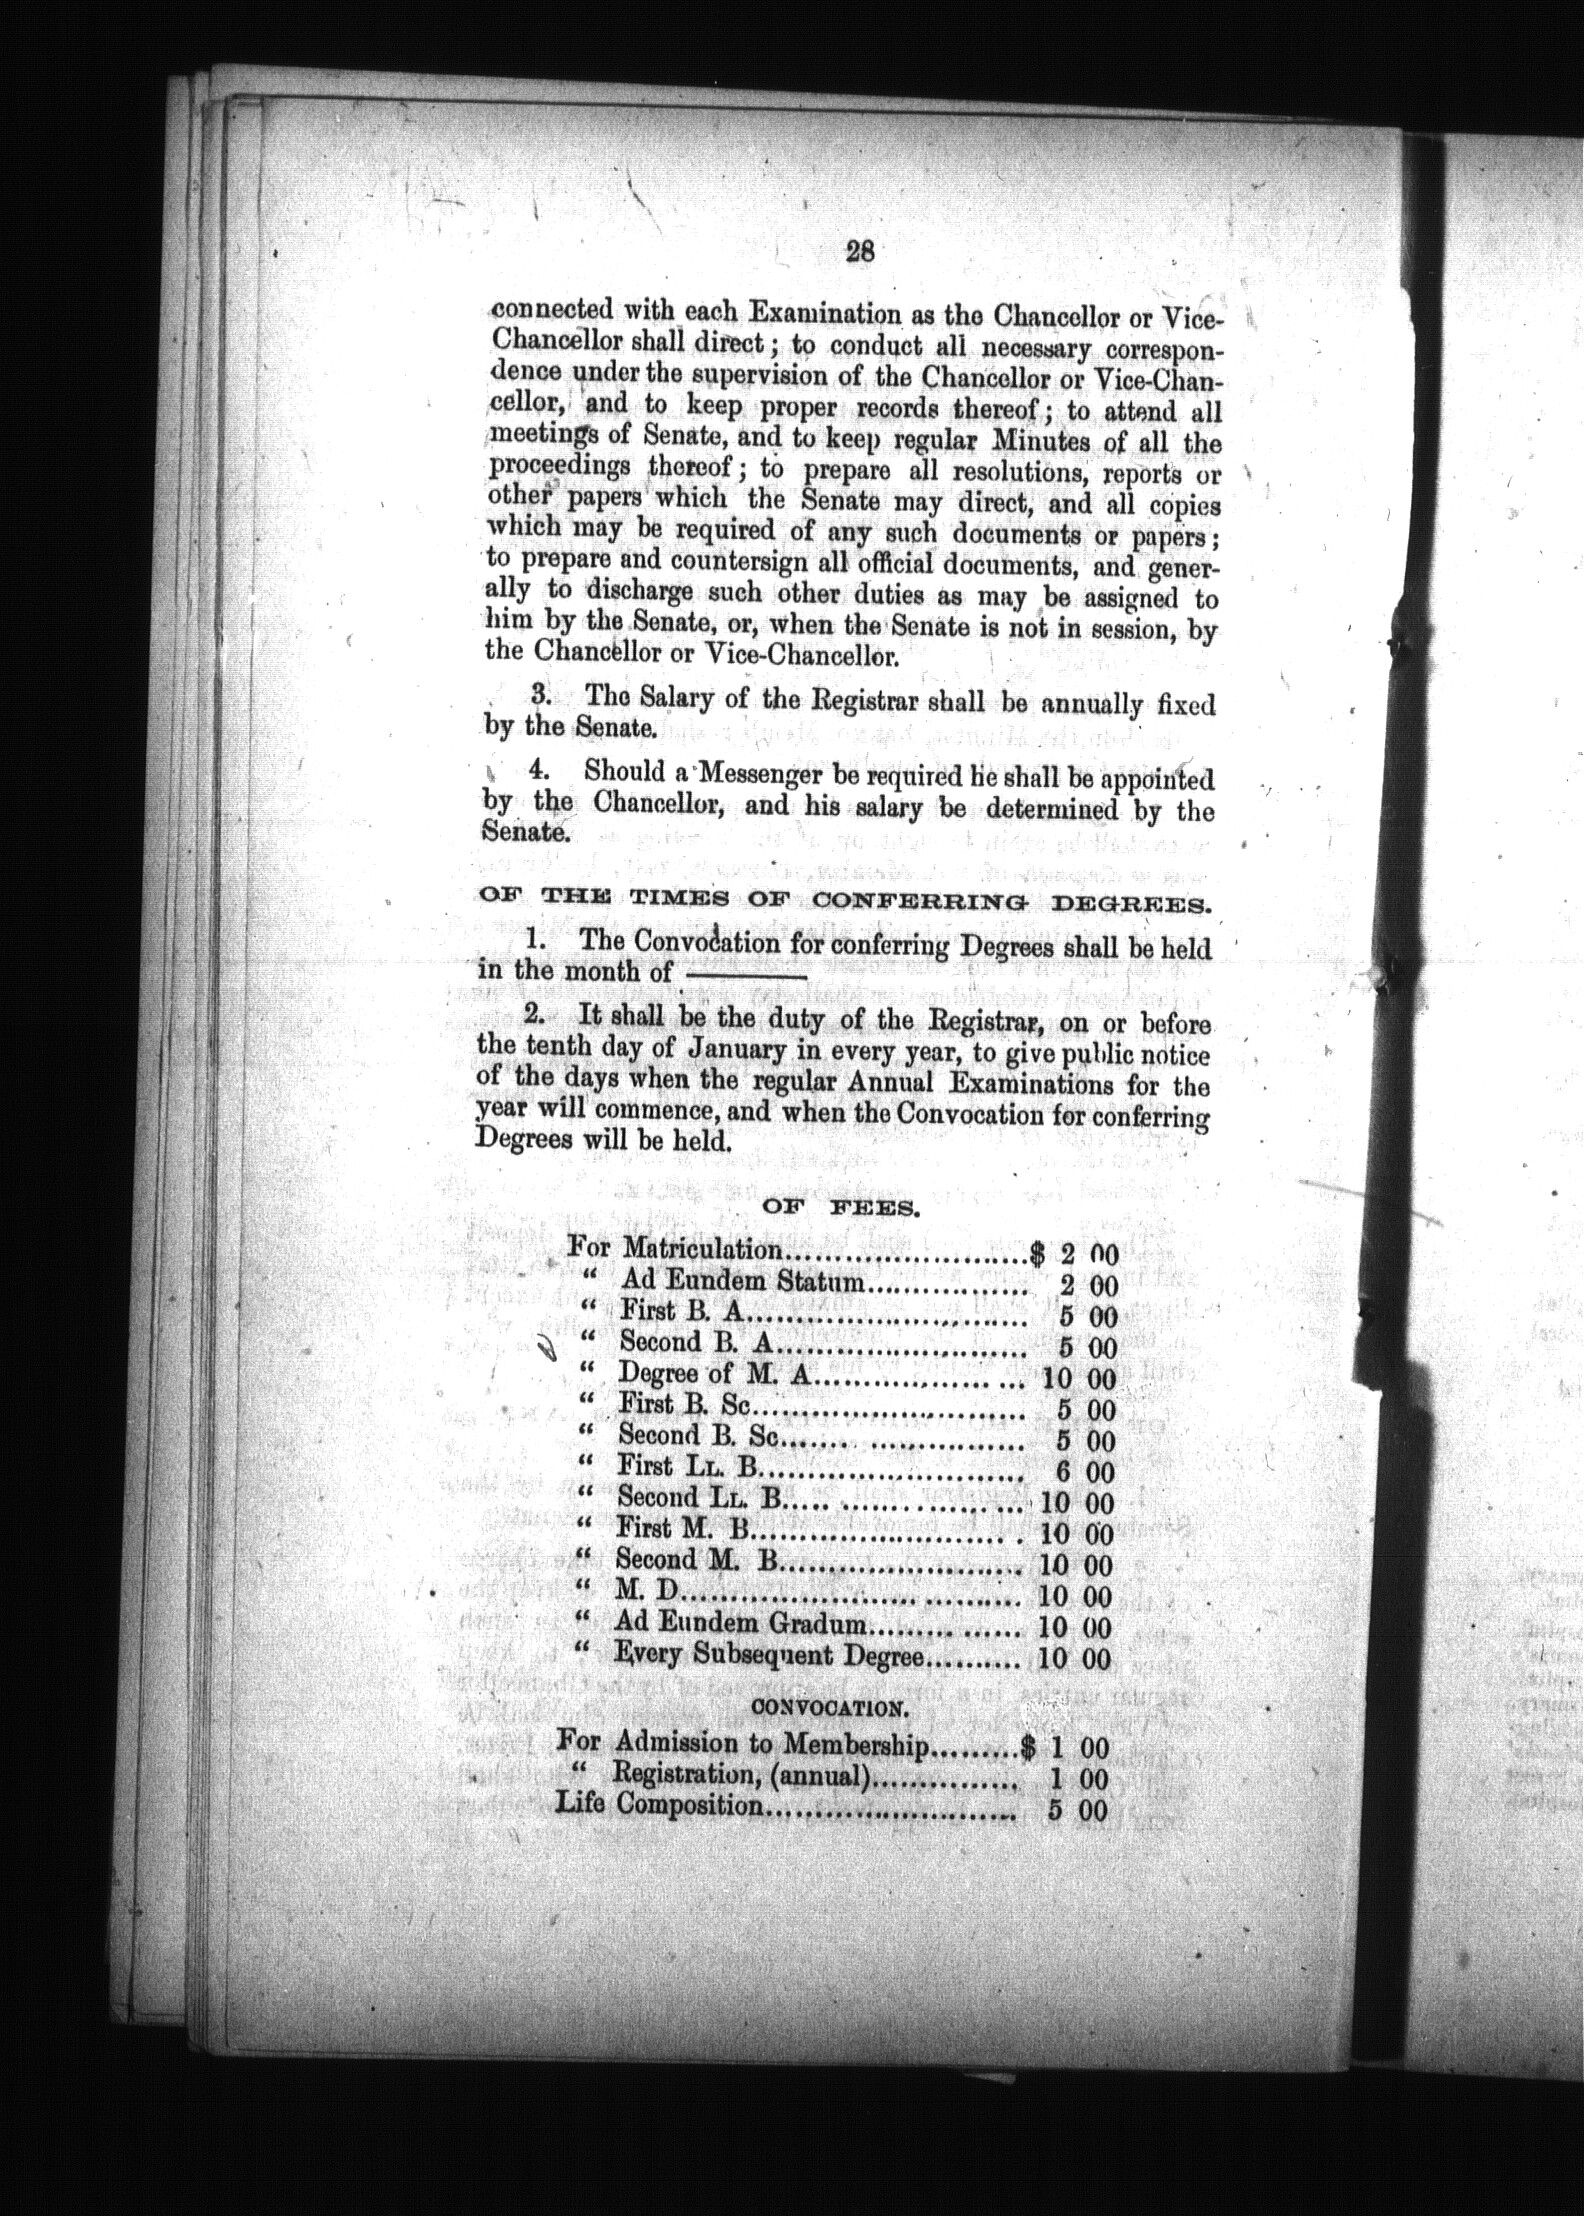 28
connected with each Examination as the Chancellor or Vice-
Chancellor shall direct; to conduct all necessary correspon-
dence under the supervision of the Chancellor or Vice-Chan-
cellor, and to keep proper records thereof; to attend all
meetings of Senate, and to keep regular Minutes of all the
proceedings thereof; to prepare all resolutions, reports or
other papers which the Senate may direct, and all copies
which may be required of any such documents or papers;
to prepare and countersign all official documents, and gener-
ally to discharge such other duties as may be assigned to
him by the Senate, or, when the Senate is not in session, by
the Chancellor or Vice-Chancellor.
3. The Salary of the Registrar shall be annually fixed
by the Senate.
4. Should a Messenger be required he shall be appointed
by the Chancellor, and his salary be determined by the
Senate.
OF THE TIMES OF CONFERRING DEGREES.
1. The Convocation for conferring Degrees shall be held
in the month of ———
2. It shall be the duty of the Registrar, on or before
the tenth day of January in every year, to give public notice
of the days when the regular Annual Examinations for the
year will commence, and when the Convocation for conferring
Degrees will be held.
OF FEES.
For Matriculation........................$ 2 00
“ Ad Eundem Statum................ 2 00
“ First B. A............................ 5 00
“ Second B. A......................... 5 00
“ Degree of M. A..................... 10 00
“ First B. Sc........................... 5 00
“ Second B. Sc........................ 5 00
“ First LL. B.......................... 6 00
“ Second LL. B........................ 10 00
“ First M. B........................... 10 00
“ Second M. B........................ 10 00
“ M. D.................................. 10 00
“ Ad Eundem Gradum............... 10 00
“ Every Subsequent Degree.......... 10 00
CONVOCATION.
For Admission to Membership.........$ 1 00
“ Registration, (annual)............... 1 00
Life Composition......................... 5 00